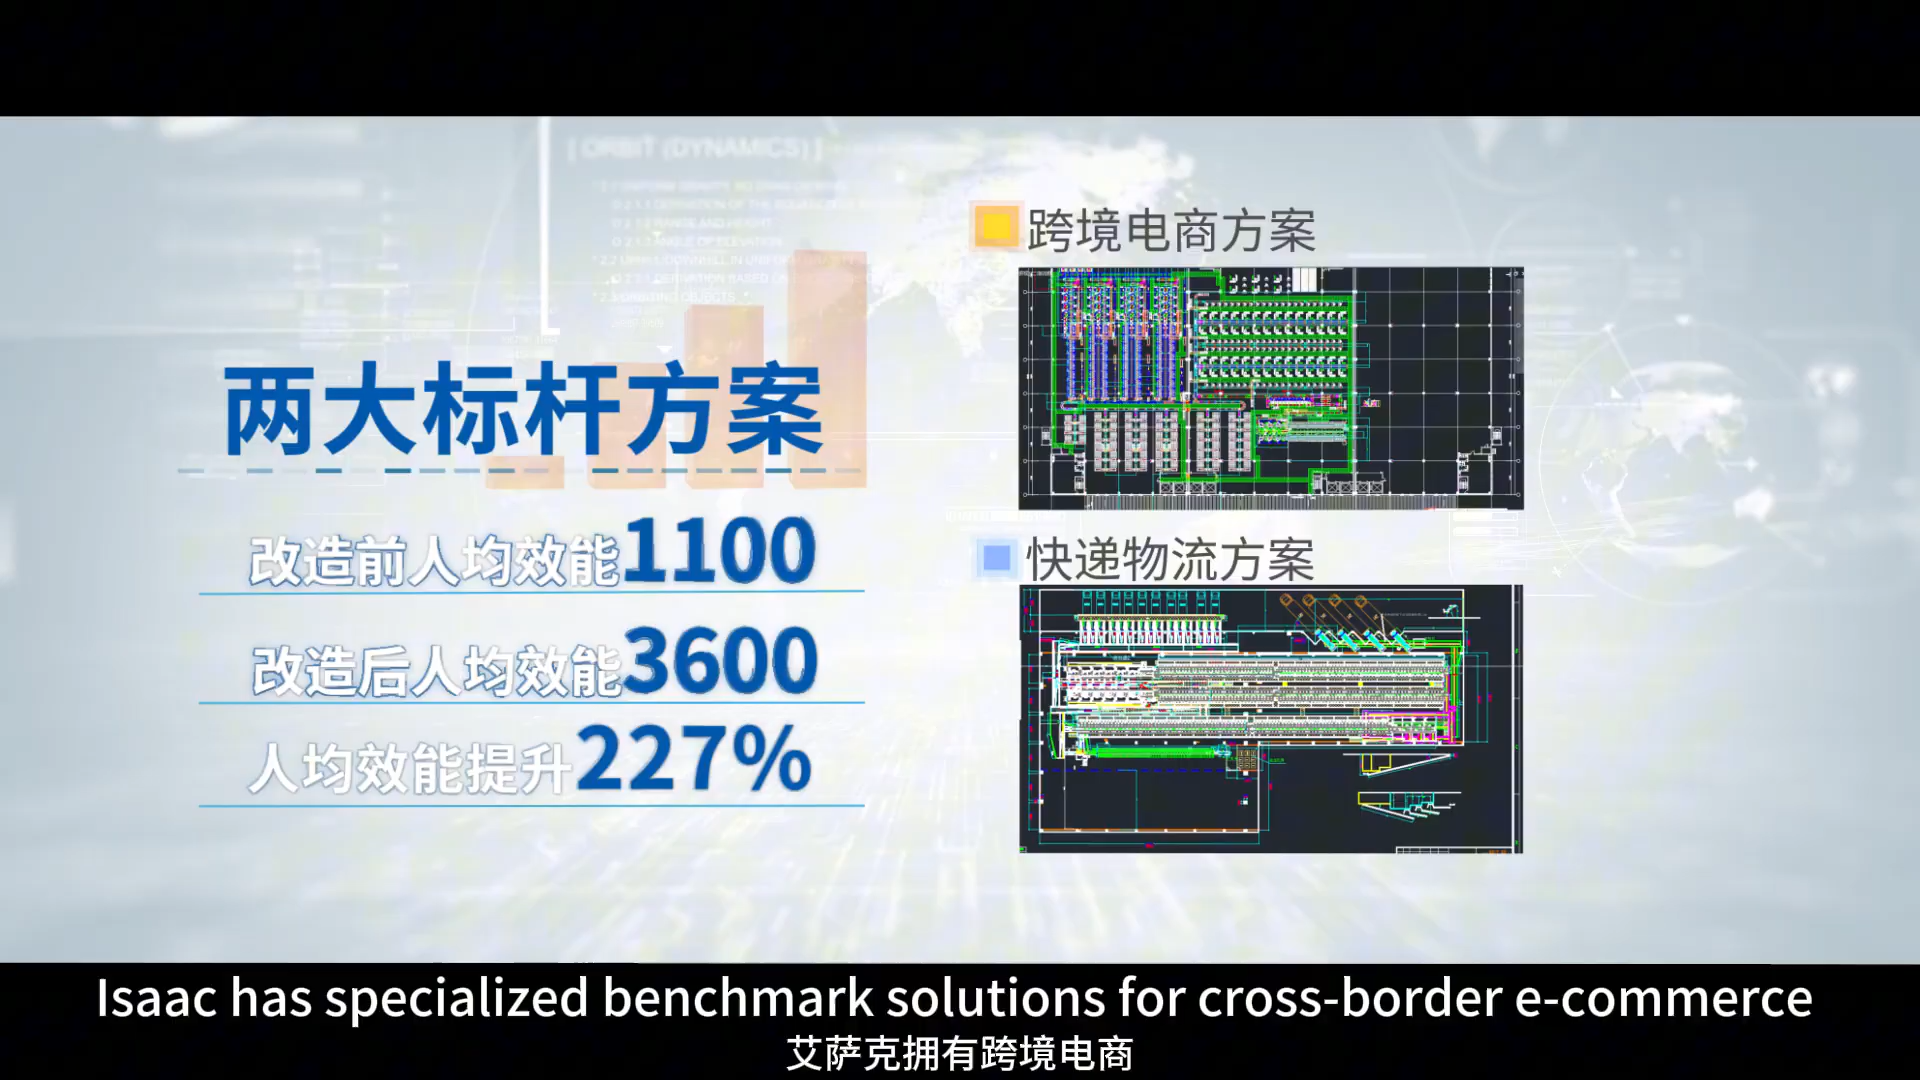 [ ORBIT (DYNAMICS) ]
两大标杆方案
改造前人均效能1100
改造后人均效能3600
人均效能提升227%
跨境电商方案
快递物流方案
Isaac has specialized benchmark solutions for cross-border e-commerce
艾萨克拥有跨境电商